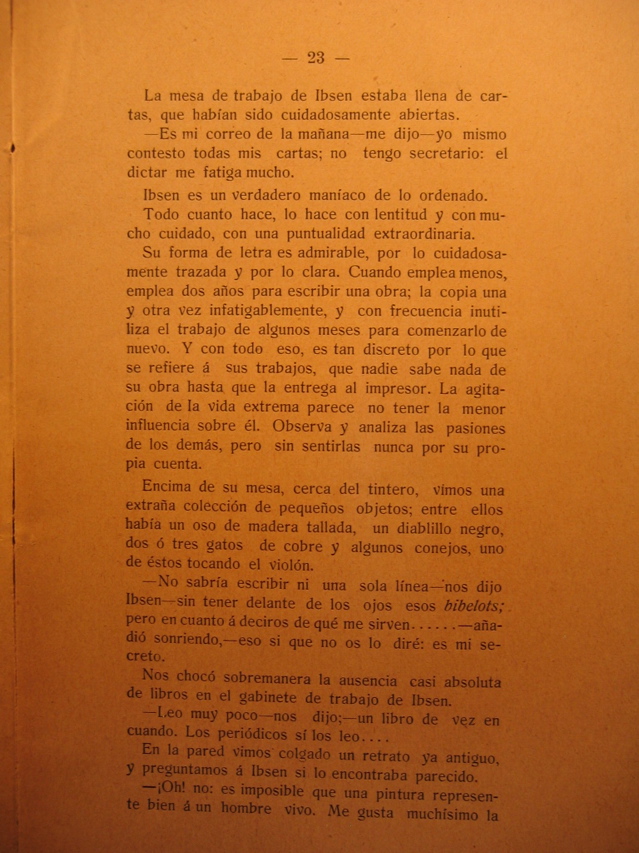 — 23 —
La mesa de trabajo de Ibsen estaba llena de car-
tas, que habían sido cuidadosamente abiertas.
—Es mi correo de la mañana—me dijo—yo mismo
contesto todas mis cartas; no tengo secretario: el
dictar me fatiga mucho.
Ibsen es un verdadero maníaco de lo ordenado.
Todo cuanto hace, lo hace con lentitud y con mu-
cho cuidado, con una puntualidad extraordinaria.
Su forma de letra es admirable, por lo cuidadosa-
mente trazada y por lo clara. Cuando emplea menos,
emplea dos años para escribir una obra; la copia una
y otra vez infatigablemente, y con frecuencia inuti-
liza el trabajo de algunos meses para comenzarlo de
nuevo. Y con todo eso, es tan discreto por lo que
se refiere á sus trabajos, que nadie sabe nada de
su obra hasta que la entrega al impresor. La agita-
ción de la vida extrema parece no tener la menor
influencia sobre él. Observa y analiza las pasiones
de los demás, pero sin sentirlas nunca por su pro-
pia cuenta.
Encima de su mesa, cerca del tintero, vimos una
extraña colección de pequeños objetos; entre ellos
había un oso de madera tallada, un diablillo negro,
dos ó tres gatos de cobre y algunos conejos, uno
de éstos tocando el violón.
—No sabría escribir ni una sola línea—nos dijo
Ibsen—sin tener delante de los ojos esos bibelots;
pero en cuanto á deciros de qué me sirven......—aña-
dió sonriendo,—eso si que no os lo diré: es mi se-
creto.
Nos chocó sobremanera la ausencia casi absoluta
de libros en el gabinete de trabajo de Ibsen.
—Leo muy poco—nos dijo;—un libro de vez en
cuando. Los periódicos sí los leo....
En la pared vimos colgado un retrato ya antiguo,
y preguntamos á Ibsen si lo encontraba parecido.
—¡Oh! no: es imposible que una pintura represen-
te bien á un hombre vivo. Me gusta muchísimo la